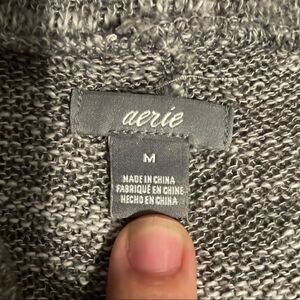 aerie
M
MADE IN CHINA
FABRIQUÉ EN CHINE
HECHO EN CHINA